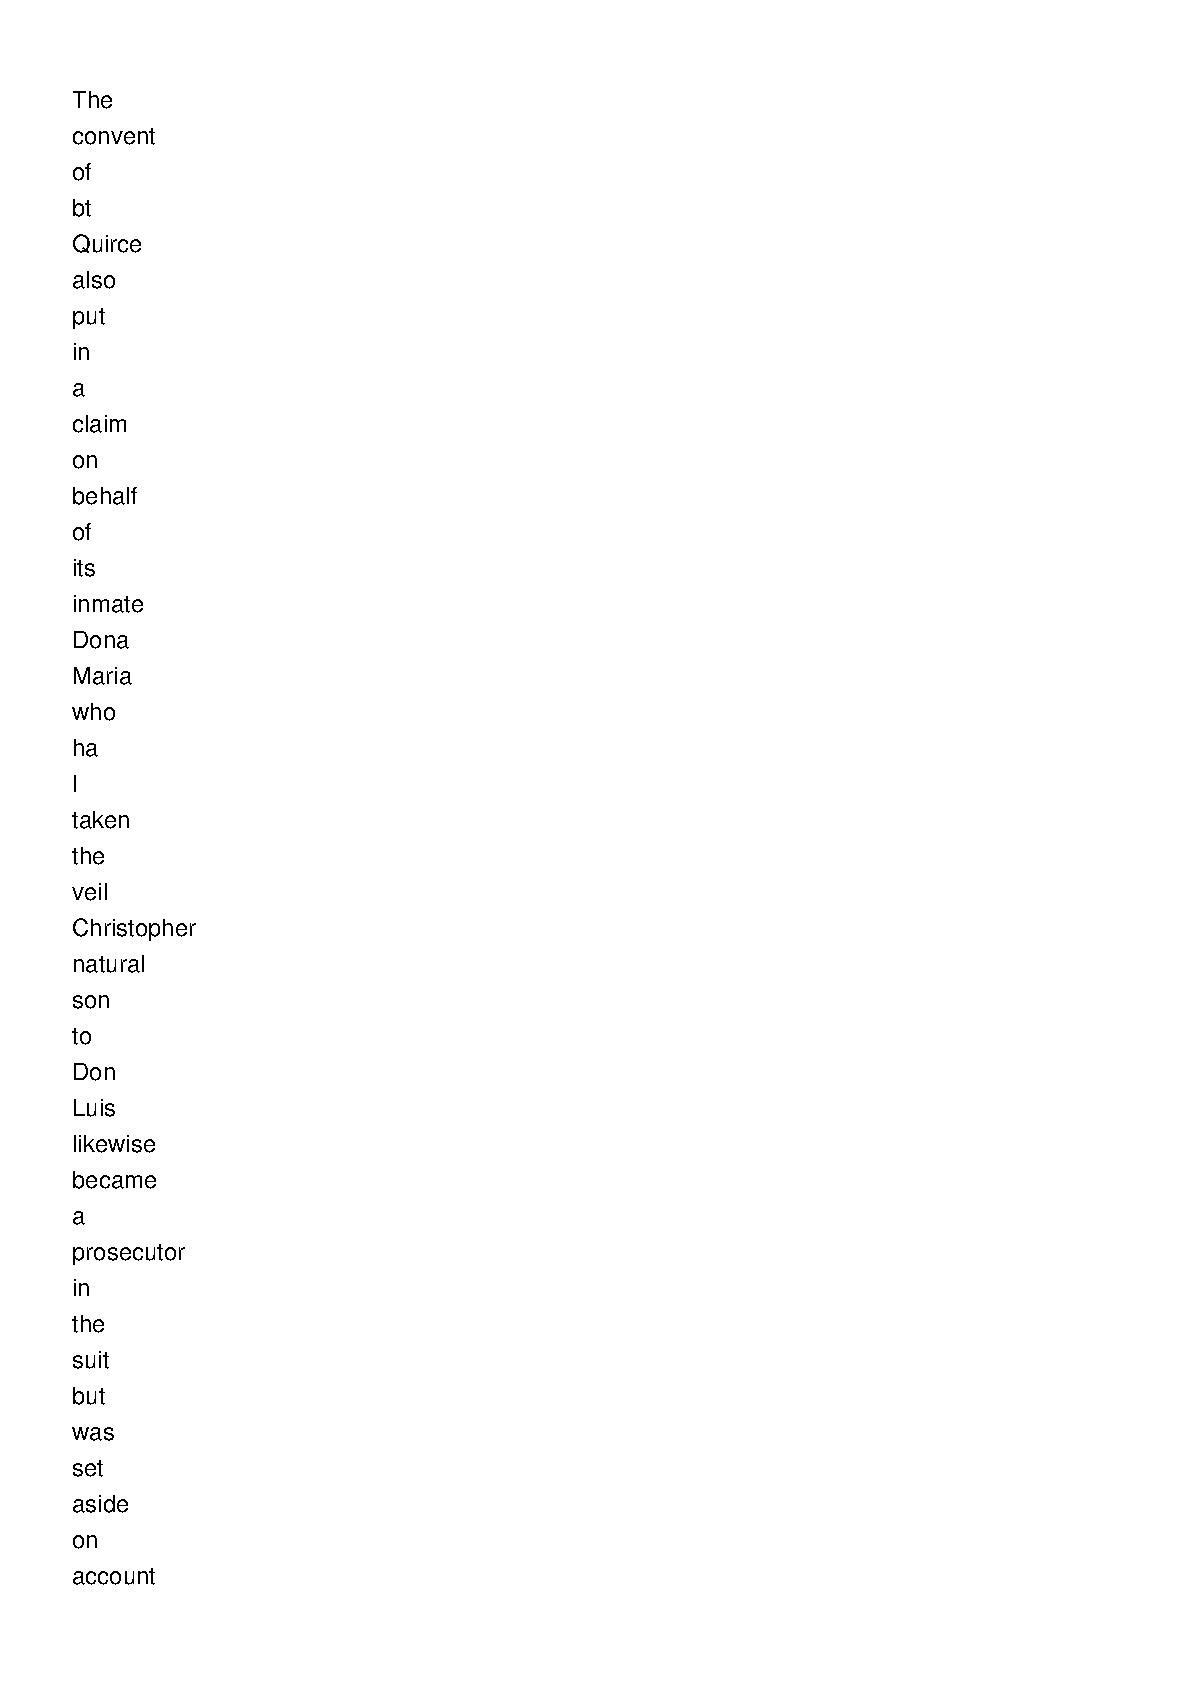 The
convent
of
bt
Quirce
also
put
in
a
claim
on
behalf
of
its
inmate
Dona
Maria
who
ha
I
taken
the
veil
Christopher
natural
son
to
Don
Luis
likewise
became
a
prosecutor
in
the
suit
but
was
set
aside
on
account